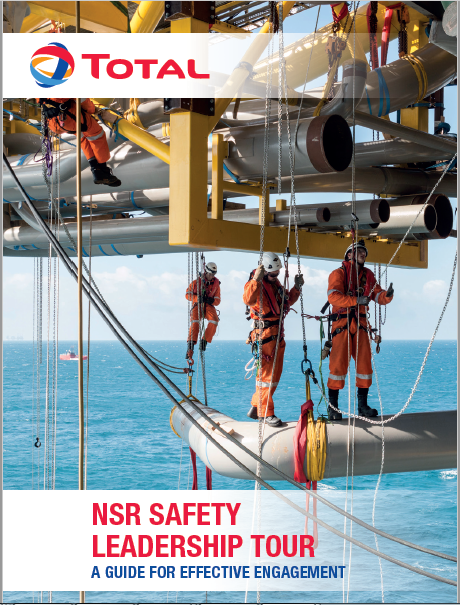 TOTAL
NSR SAFETY
LEADERSHIP TOUR
A GUIDE FOR EFFECTIVE ENGAGEMENT